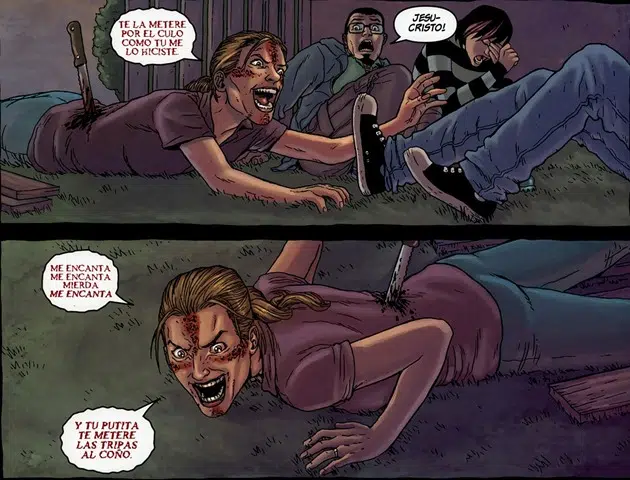 TE LA METERE
POR EL CULO
COMO TU ME
LO HICISTE.
JESU-
CRISTO!
ME ENCANTA
ME ENCANTA
MIERDA
ME ENCANTA
Y TU PUTITA
TE METERE
LAS TRIPAS
AL COÑO.